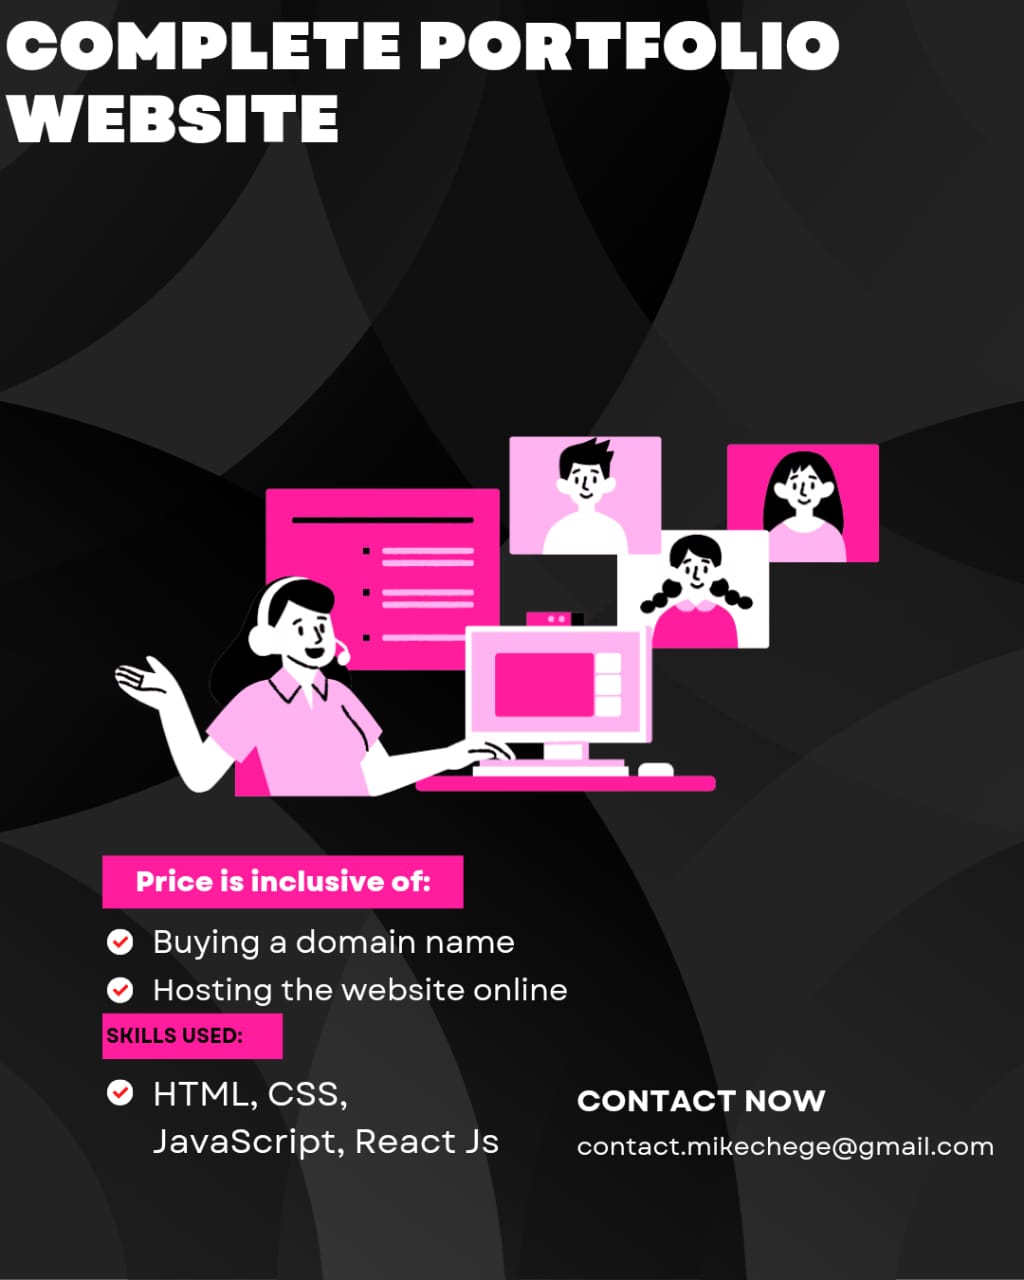 COMPLETE PORTFOLIO
WEBSITE
Price is inclusive of:
Buying a domain name
Hosting the website online
SKILLS USED:
HTML, CSS,
JavaScript, React Js
CONTACT NOW
contact.mikechege@gmail.com